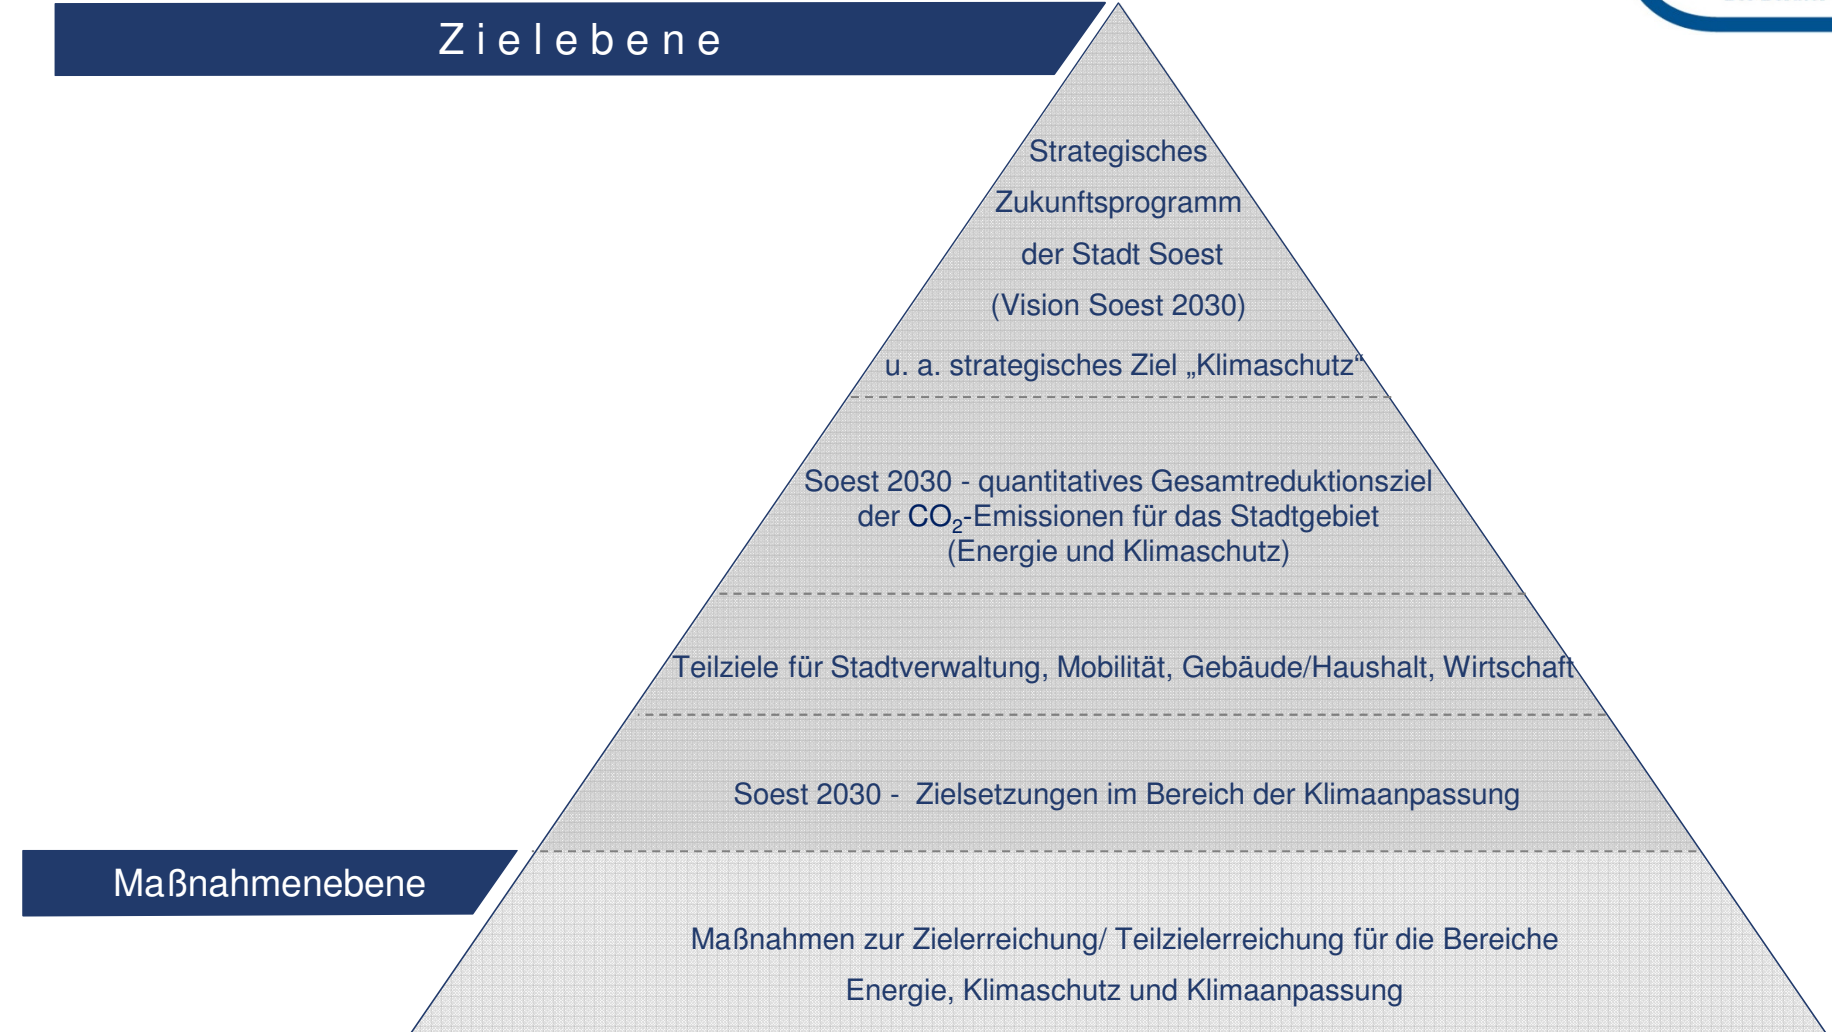 Zielebene
Strategisches
Zukunftsprogramm
der Stadt Soest
(Vision Soest 2030)
u. a. strategisches Ziel „Klimaschutz“
Soest 2030 - quantitatives Gesamtreduktionsziel
der CO₂-Emissionen für das Stadtgebiet
(Energie und Klimaschutz)
Teilziele für Stadtverwaltung, Mobilität, Gebäude/Haushalt, Wirtschaft
Soest 2030 - Zielsetzungen im Bereich der Klimaanpassung
Maßnahmenebene
Maßnahmen zur Zielerreichung/ Teilzielerreichung für die Bereiche
Energie, Klimaschutz und Klimaanpassung